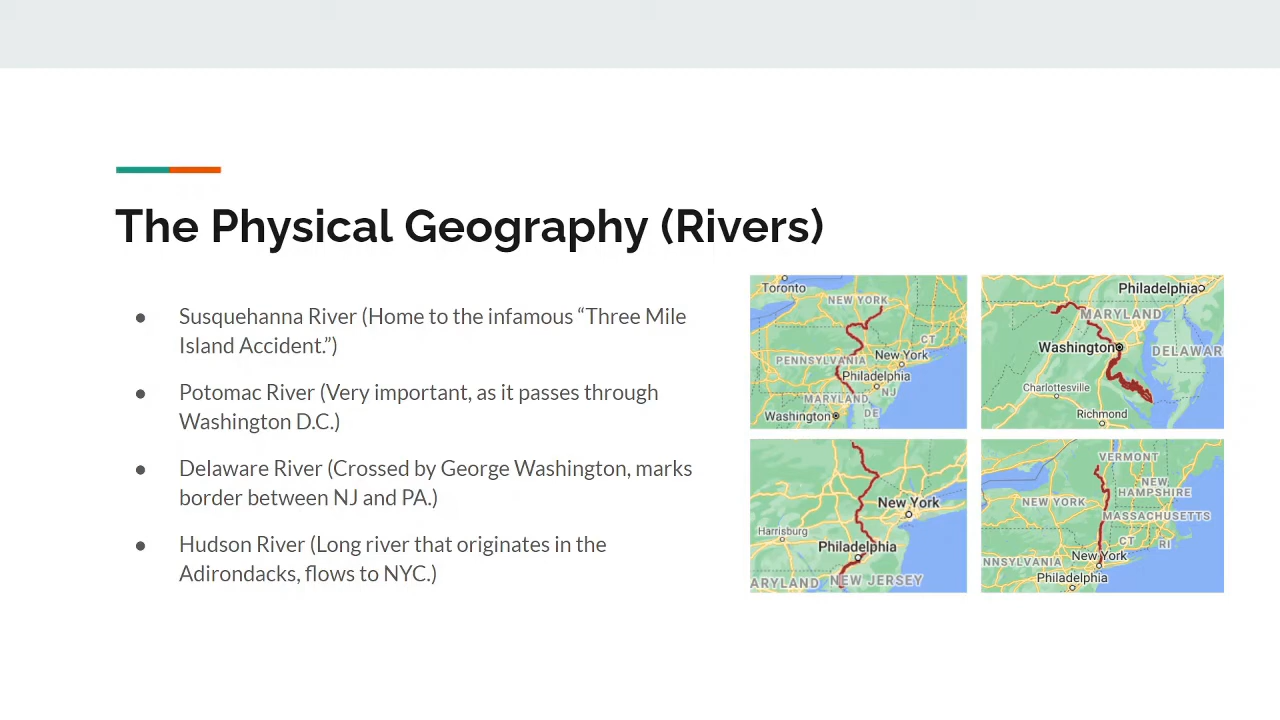 The Physical Geography (Rivers)
● Susquehanna River (Home to the infamous “Three Mile
Island Accident.”)
● Potomac River (Very important, as it passes through
Washington D.C.)
● Delaware River (Crossed by George Washington, marks
border between NJ and PA.)
● Hudson River (Long river that originates in the
Adirondacks, flows to NYC.)
Toronto
NEW YORK
CT
PENNSYLVANIA
New York
Philadelphia
NJ
MARYLAND
DE
Washington
Philadelphia
MARYLAND
Washington
DELAWAR
Charlottesville
Richmond
New York
Harrisburg
Philadelphia
ARYLAND
NEW JERSEY
VERMONT
NEW
HAMPSHIRE
NEW YORK
MASSACHUSETTS
CT
RI
New York
NNSYLVANIA
Philadelphia